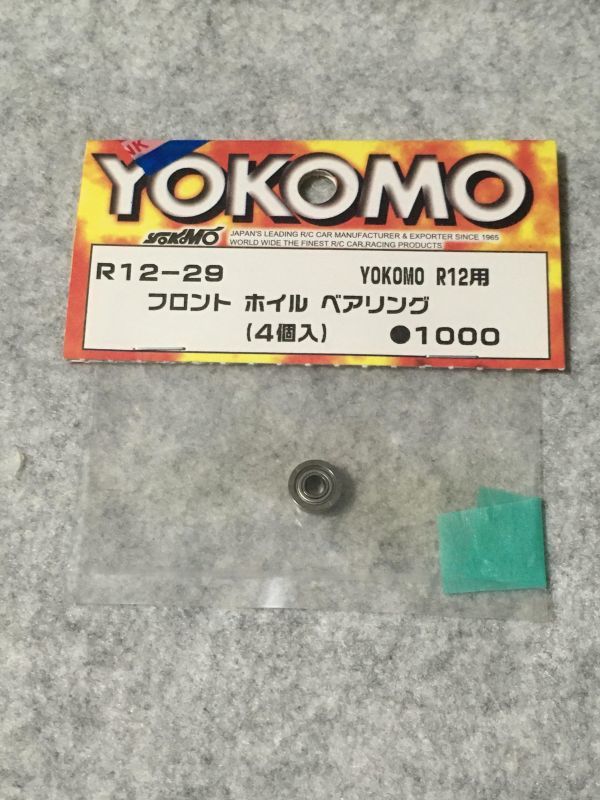 NK
YOKOMO
YOKOMO
JAPAN'S LEADING R/C CAR MANUFACTURER & EXPORTER SINCE 1965
WORLD WIDE THE FINEST R/C CAR,RACING PRODUCTS
R12-29 YOKOMO R12用
フロント ホイル ベアリング
(4個入) ●1000